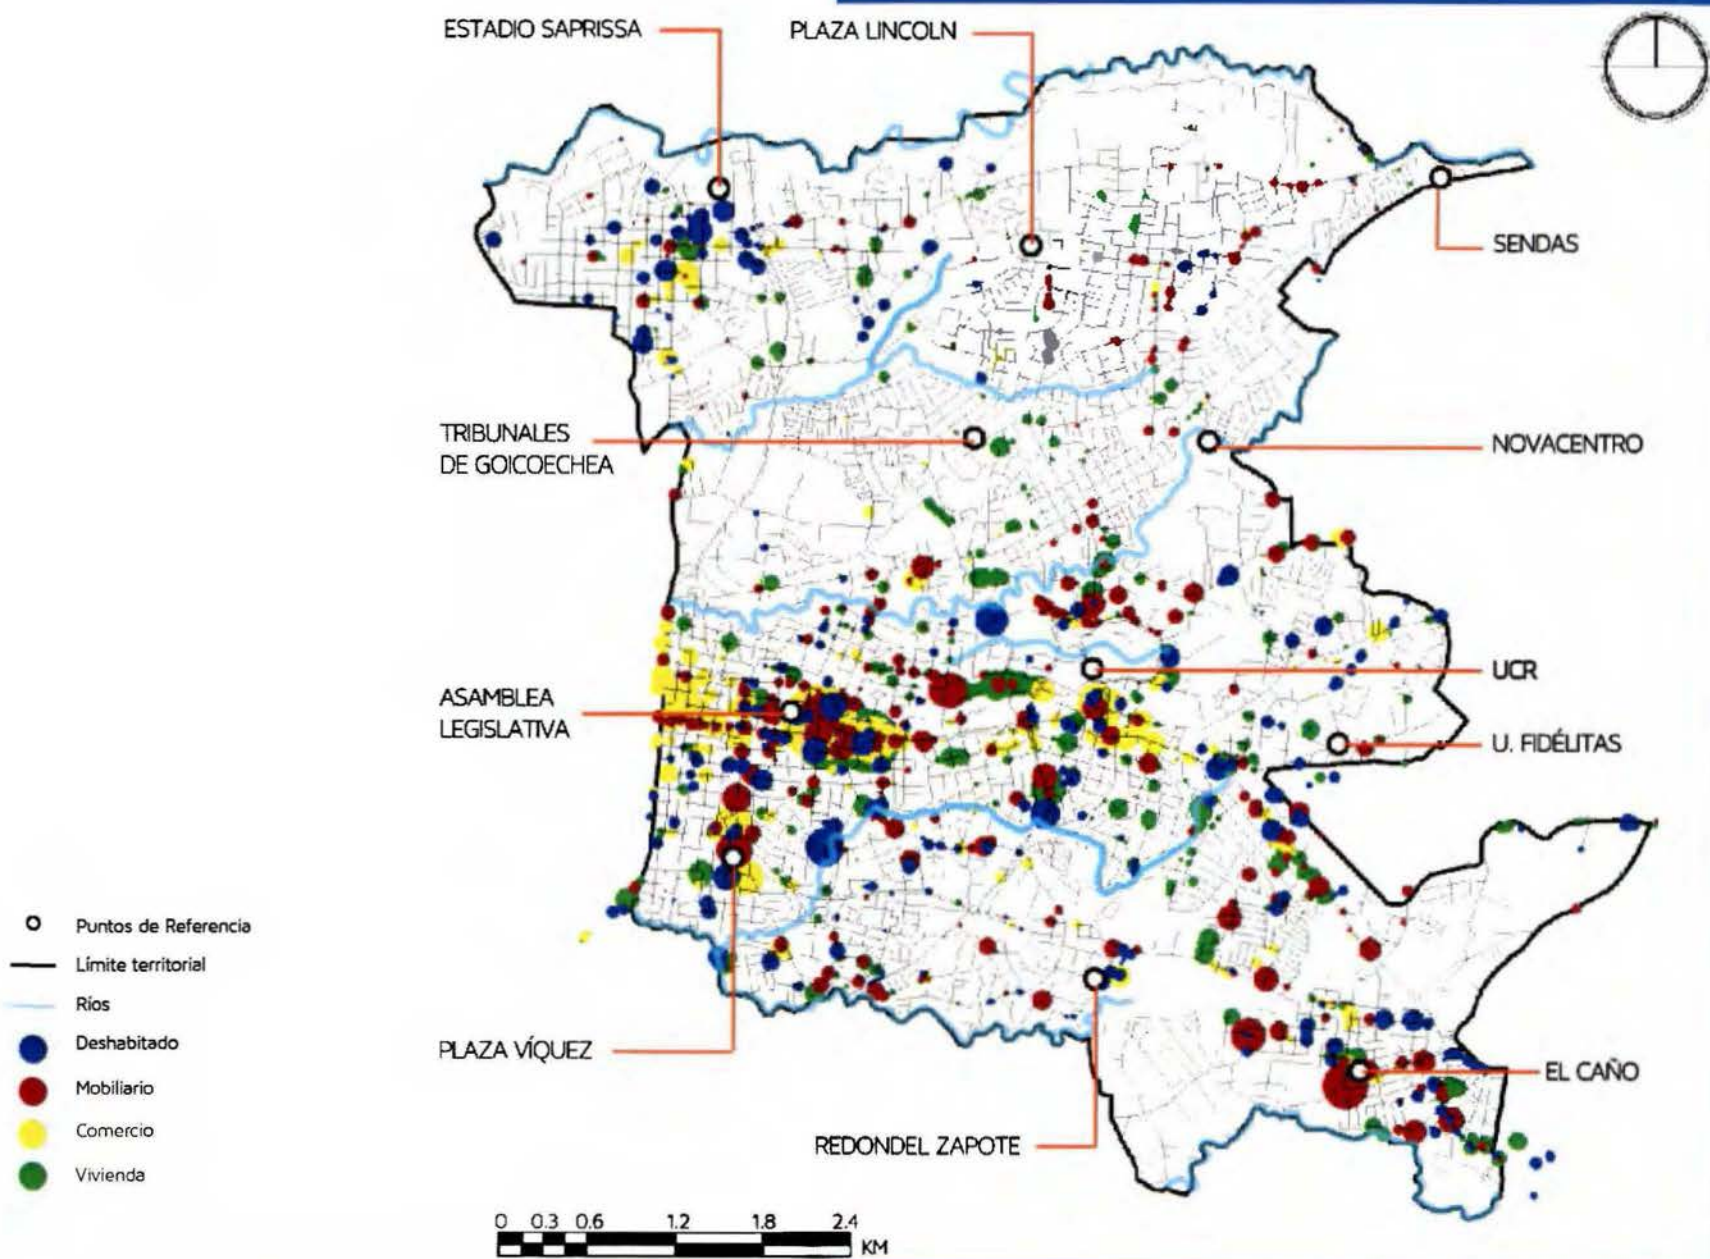 ESTADIO SAPRISSA
PLAZA LINCOLN
SENDAS
TRIBUNALES
DE GOICOECHEA
NOVACENTRO
UCR
ASAMBLEA
LEGISLATIVA
U. FIDÉLITAS
PLAZA VÍQUEZ
EL CAÑO
REDONDEL ZAPOTE
Puntos de Referencia
Límite territorial
Ríos
Deshabitado
Mobiliario
Comercio
Vivienda
0 0.3 0.6 1.2 1.8 2.4
KM